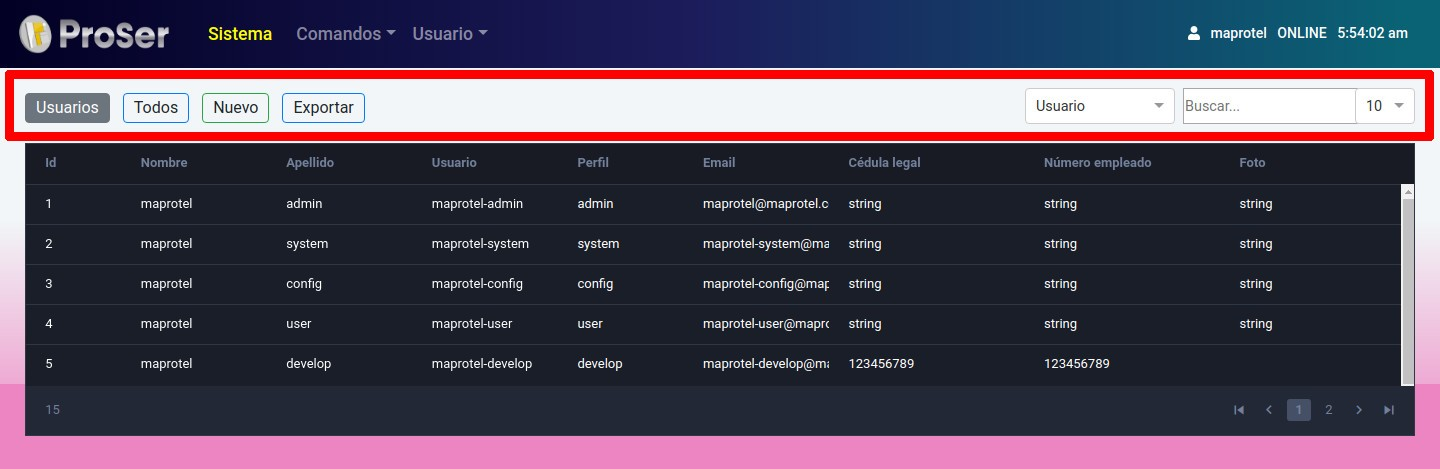 ProSer Sistema Comandos Usuario maprotel ONLINE 5:54:02 am
Usuarios Todos Nuevo Exportar Usuario Buscar... 10
Id Nombre Apellido Usuario Perfil Email Cédula legal Número empleado Foto
1 maprotel admin maprotel-admin admin maprotel@maprotel.c string string string
2 maprotel system maprotel-system system maprotel-system@ma string string string
3 maprotel config maprotel-config config maprotel-config@map string string string
4 maprotel user maprotel-user user maprotel-user@mapro string string string
5 maprotel develop maprotel-develop develop maprotel-develop@ma 123456789 123456789
15 1 2